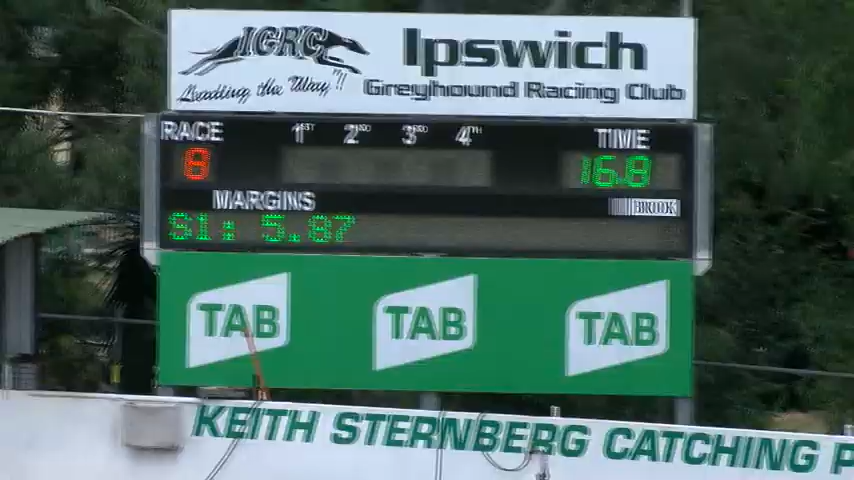 IGRC
Leading the Way"!!
Ipswich
Greyhound Racing Club
RACE 1ST 2ND 3RD 4TH TIME
8 16.8
MARGINS BROOK
S1: 5.87
TAB TAB TAB
KEITH STERNBERG CATCHING P